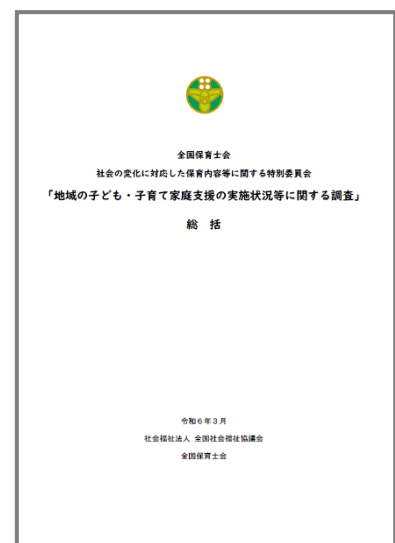 全国保育士会
社会の変化に対応した保育内容等に関する特別委員会
「地域の子ども・子育て家庭支援の実施状況等に関する調査」
総 括
令和6年3月
社会福祉法人 全国社会福祉協議会
全国保育士会